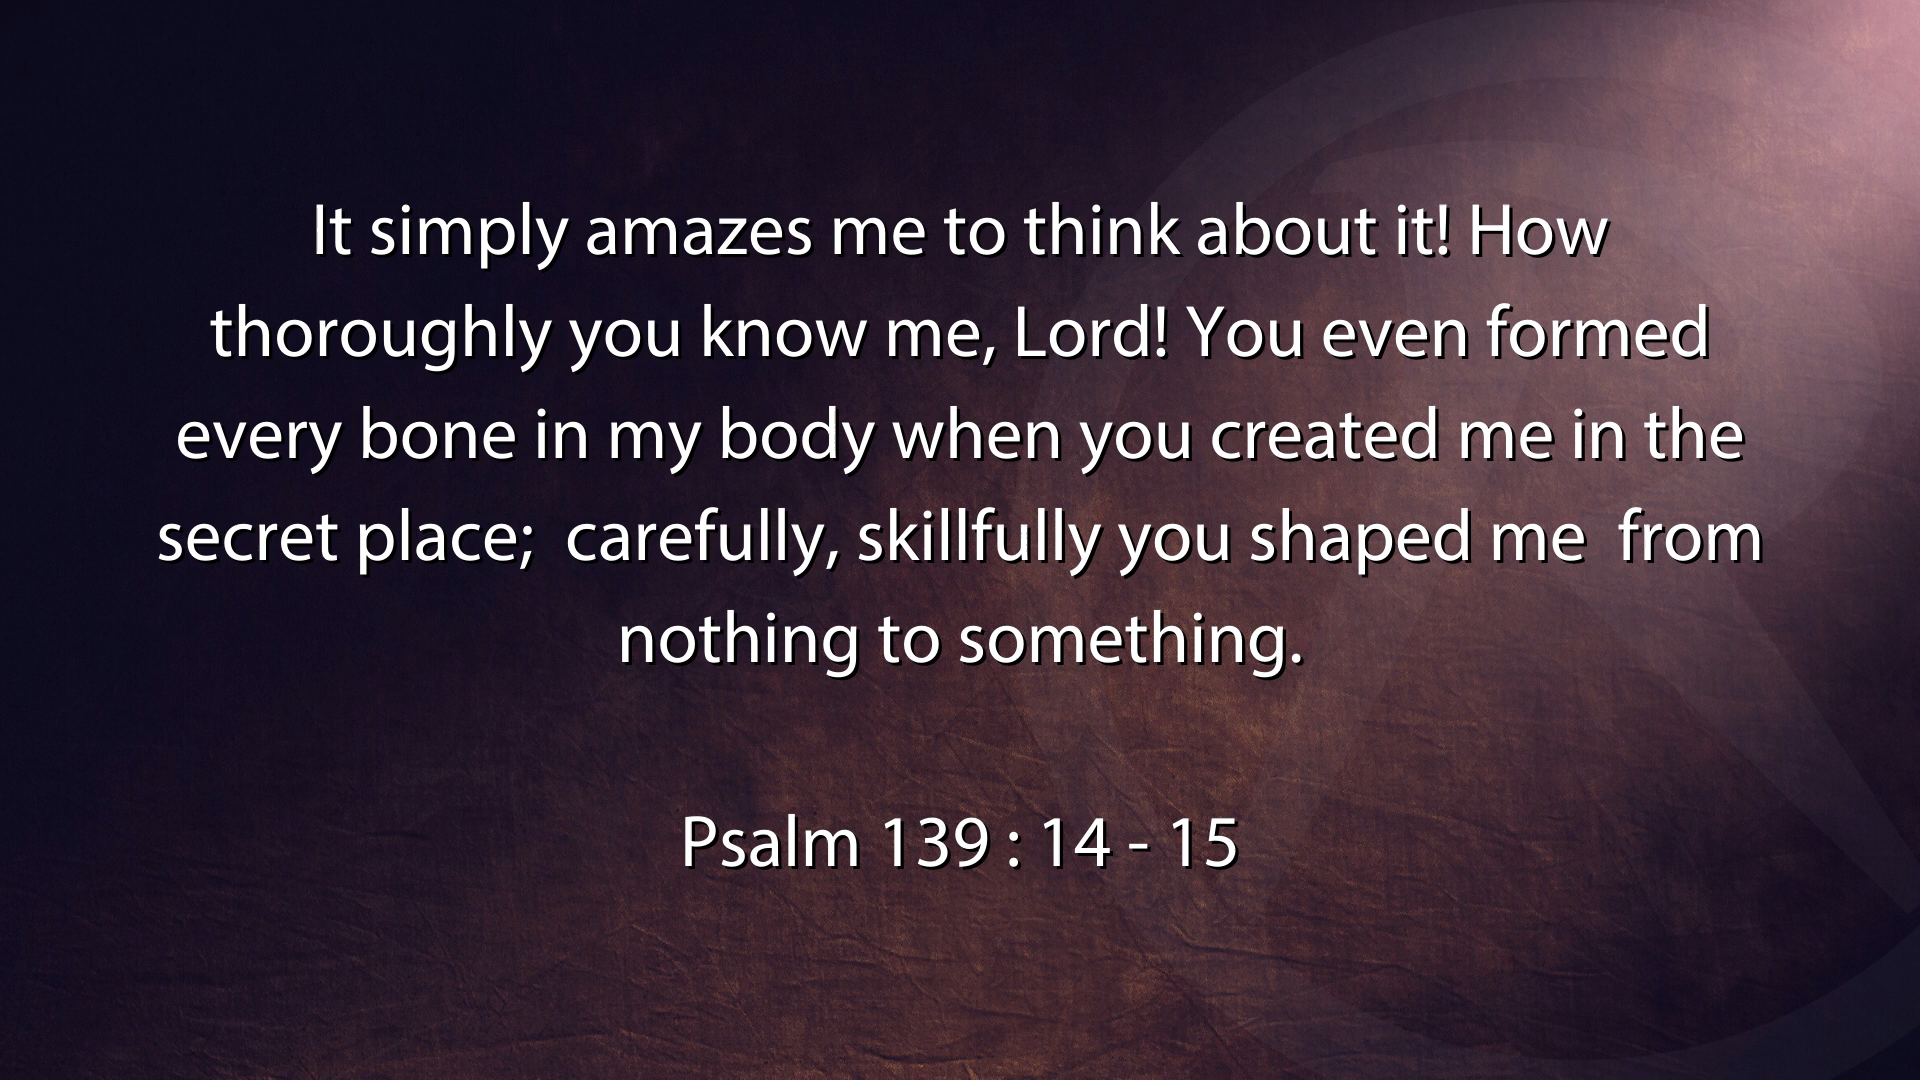 It simply amazes me to think about it! How
thoroughly you know me, Lord! You even formed
every bone in my body when you created me in the
secret place;  carefully, skillfully you shaped me  from
nothing to something.
Psalm 139 : 14 - 15